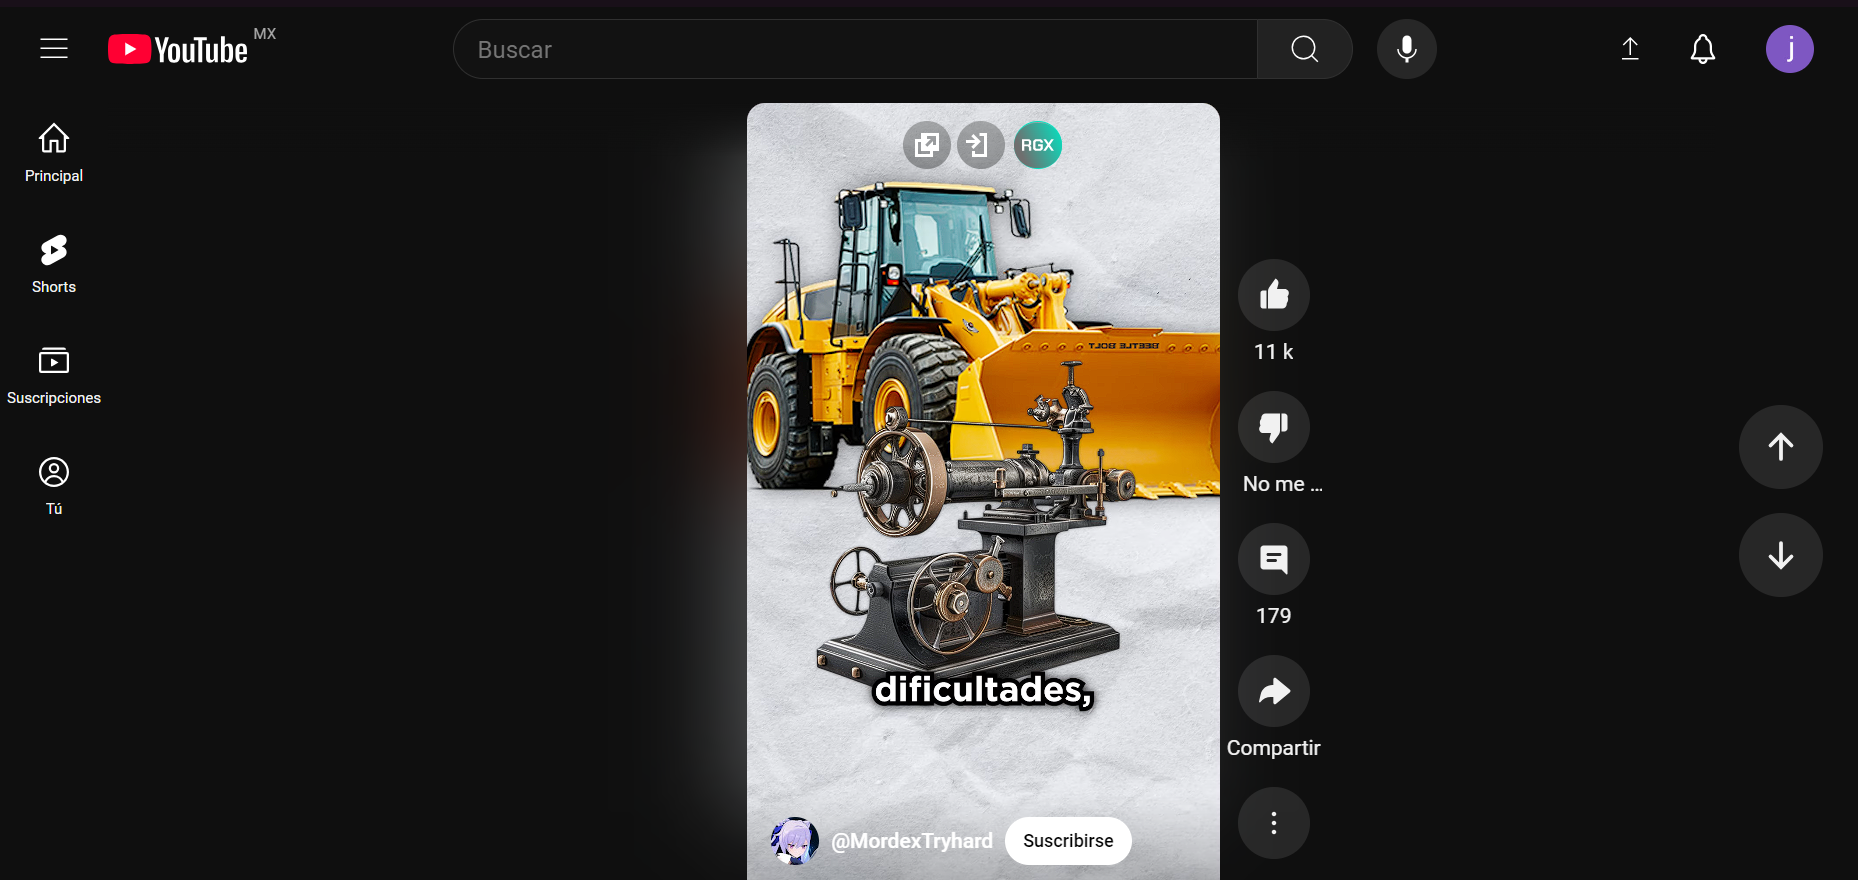 YouTube MX
Buscar
j
Principal
Shorts
Suscripciones
Tú
RGX
BEETLE BOLT
dificultades,
@MordexTryhard
Suscribirse
11 k
No me ...
179
Compartir